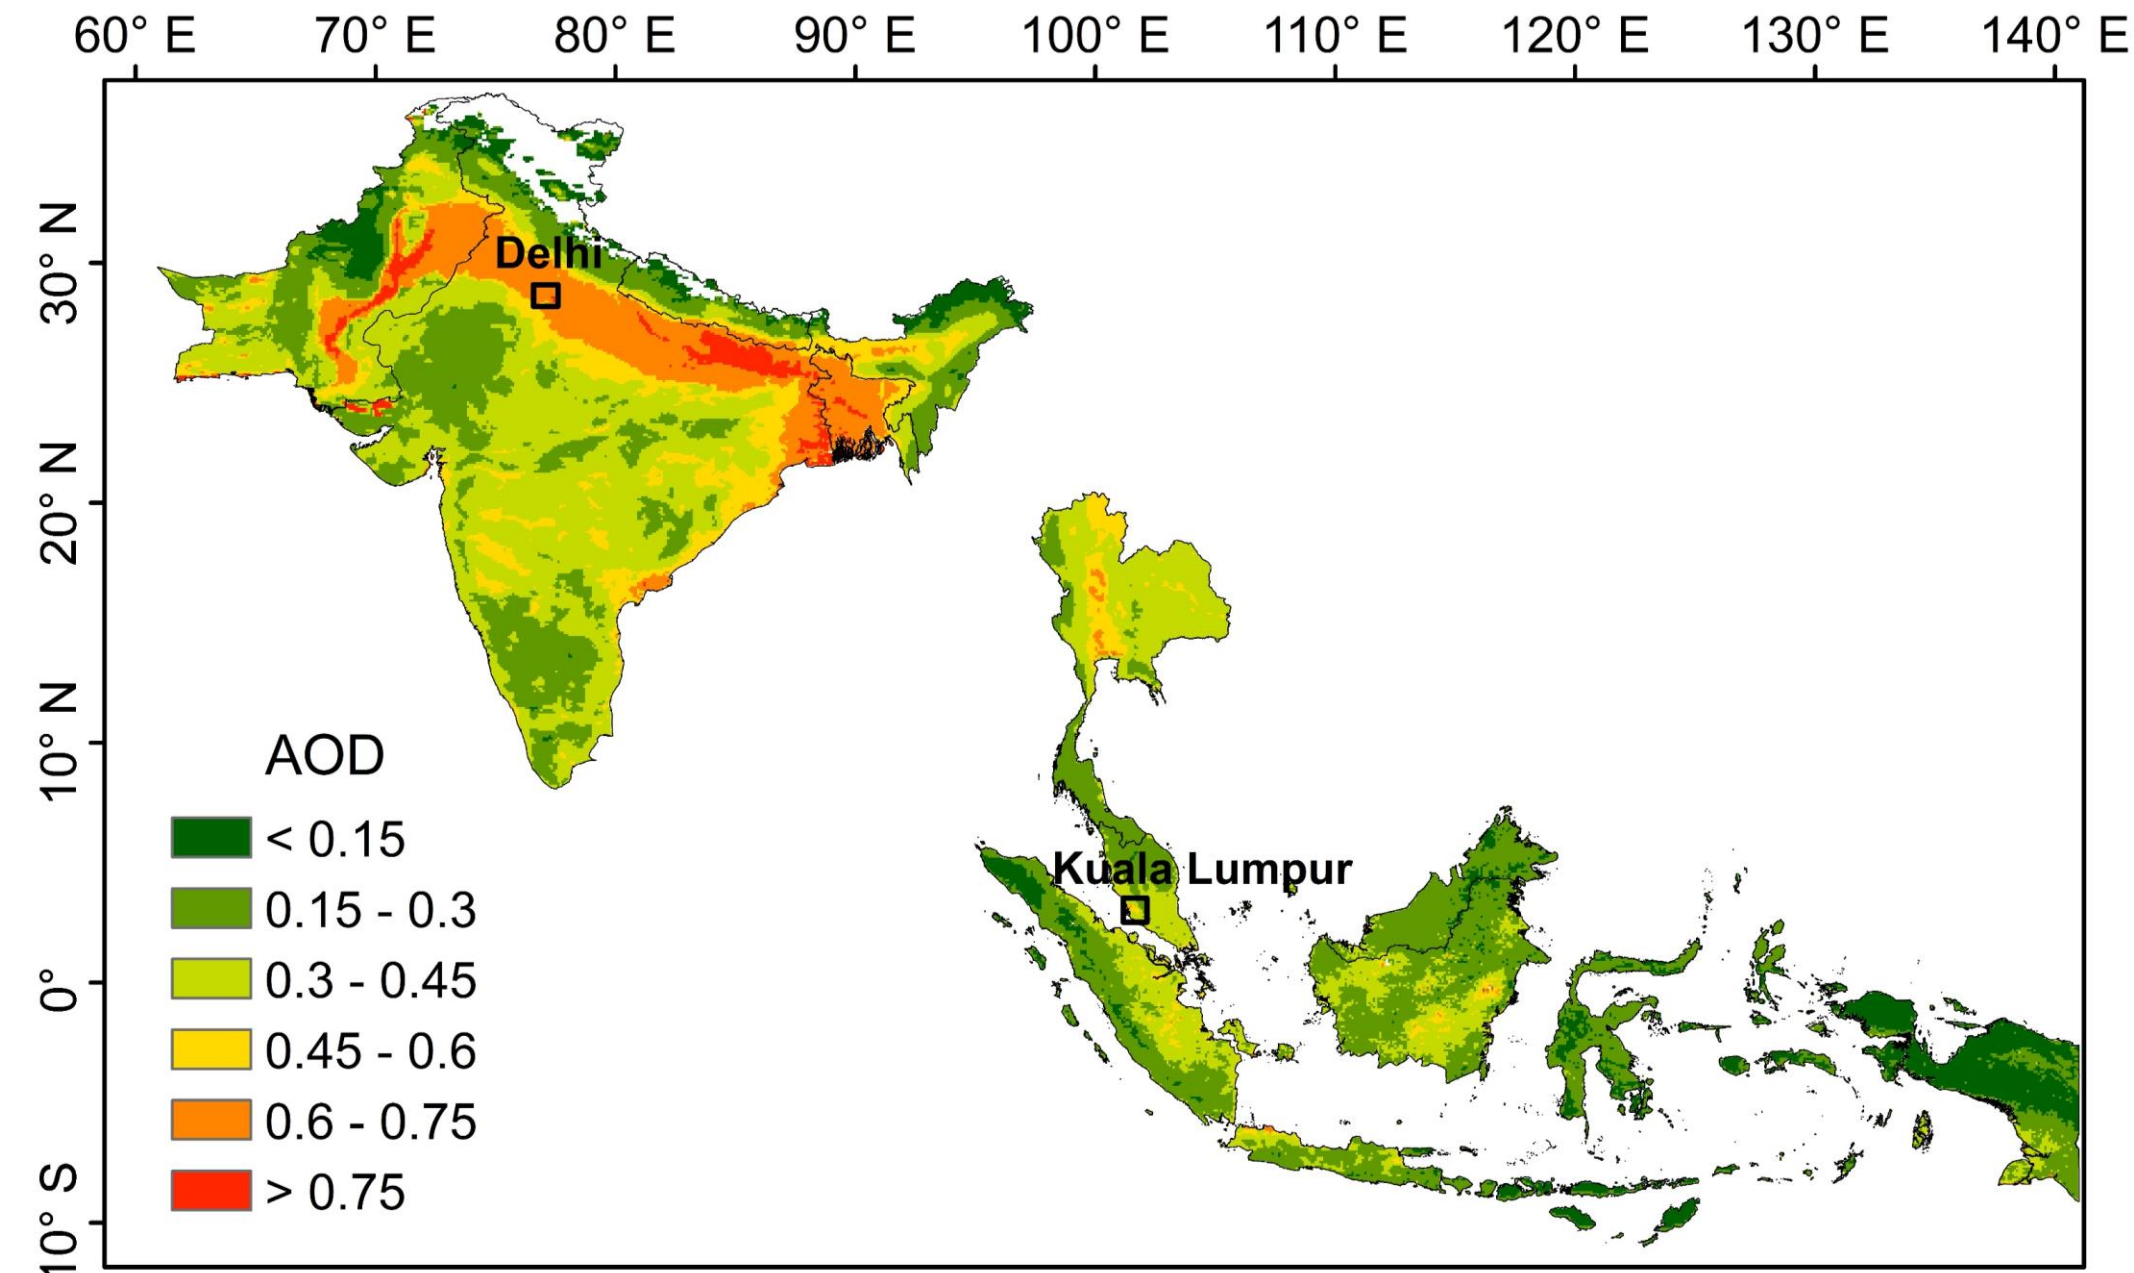 60° E 70° E 80° E 90° E 100° E 110° E 120° E 130° E 140° E
30° N
20° N
10° N
0°
10° S
Delhi
Kuala Lumpur
AOD
< 0.15
0.15 - 0.3
0.3 - 0.45
0.45 - 0.6
0.6 - 0.75
> 0.75